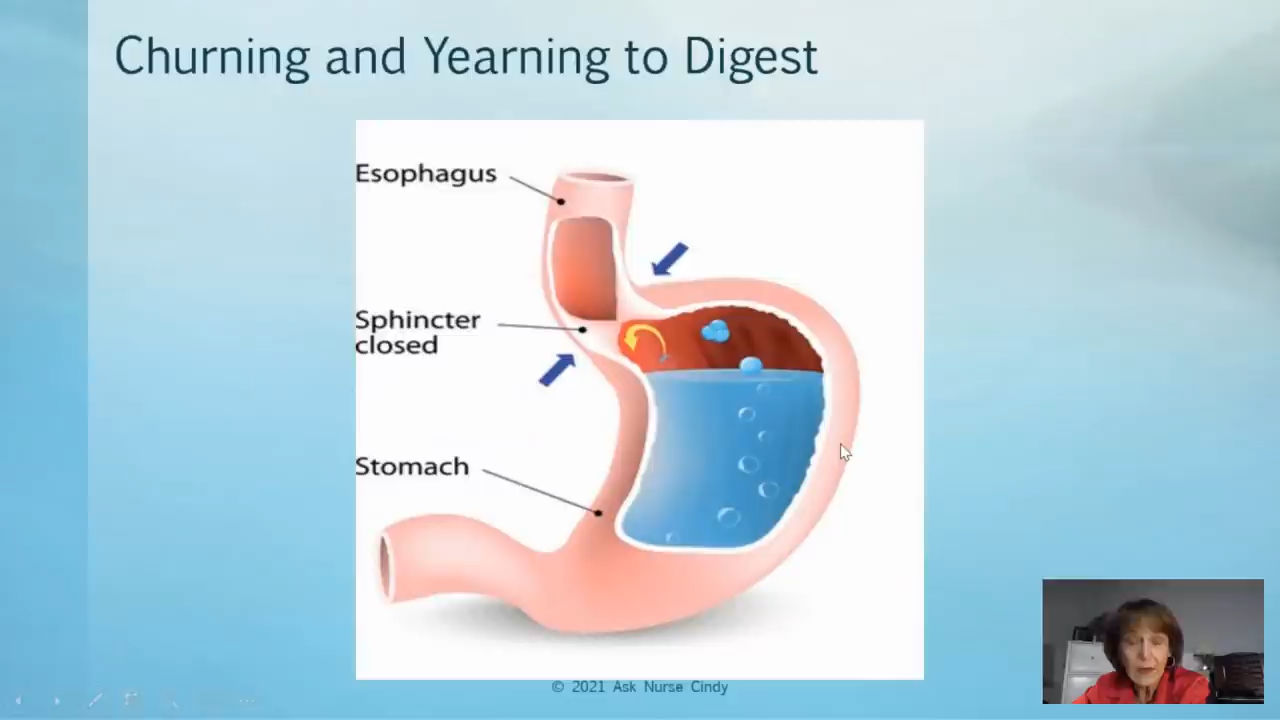 Churning and Yearning to Digest
Esophagus
Sphincter
closed
Stomach
© 2021 Ask Nurse Cindy